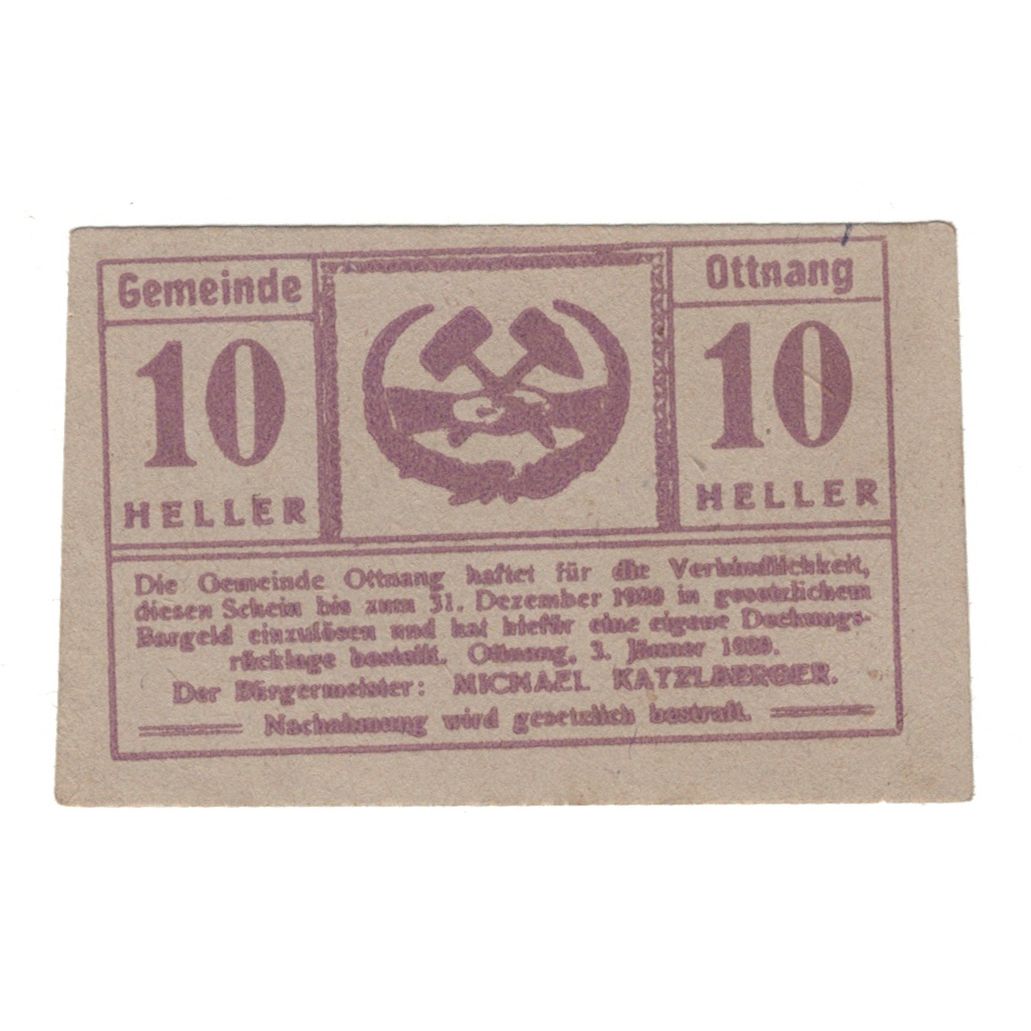 Gemeinde
Ottnang
10
HELLER
10
HELLER
Die Gemeinde Ottnang haftet für die Verbindlichkeit,
diesen Schein bis zum 31. Dezember 1920 in gesetzlichem
Bargeld einzulösen und hat hiefür eine eigene Deckungs-
rücklage bestellt. Ottnang, 3. Jänner 1920.
Der Bürgermeister: MICHAEL KATZLBERGER.
Nachahmung wird gesetzlich bestraft.